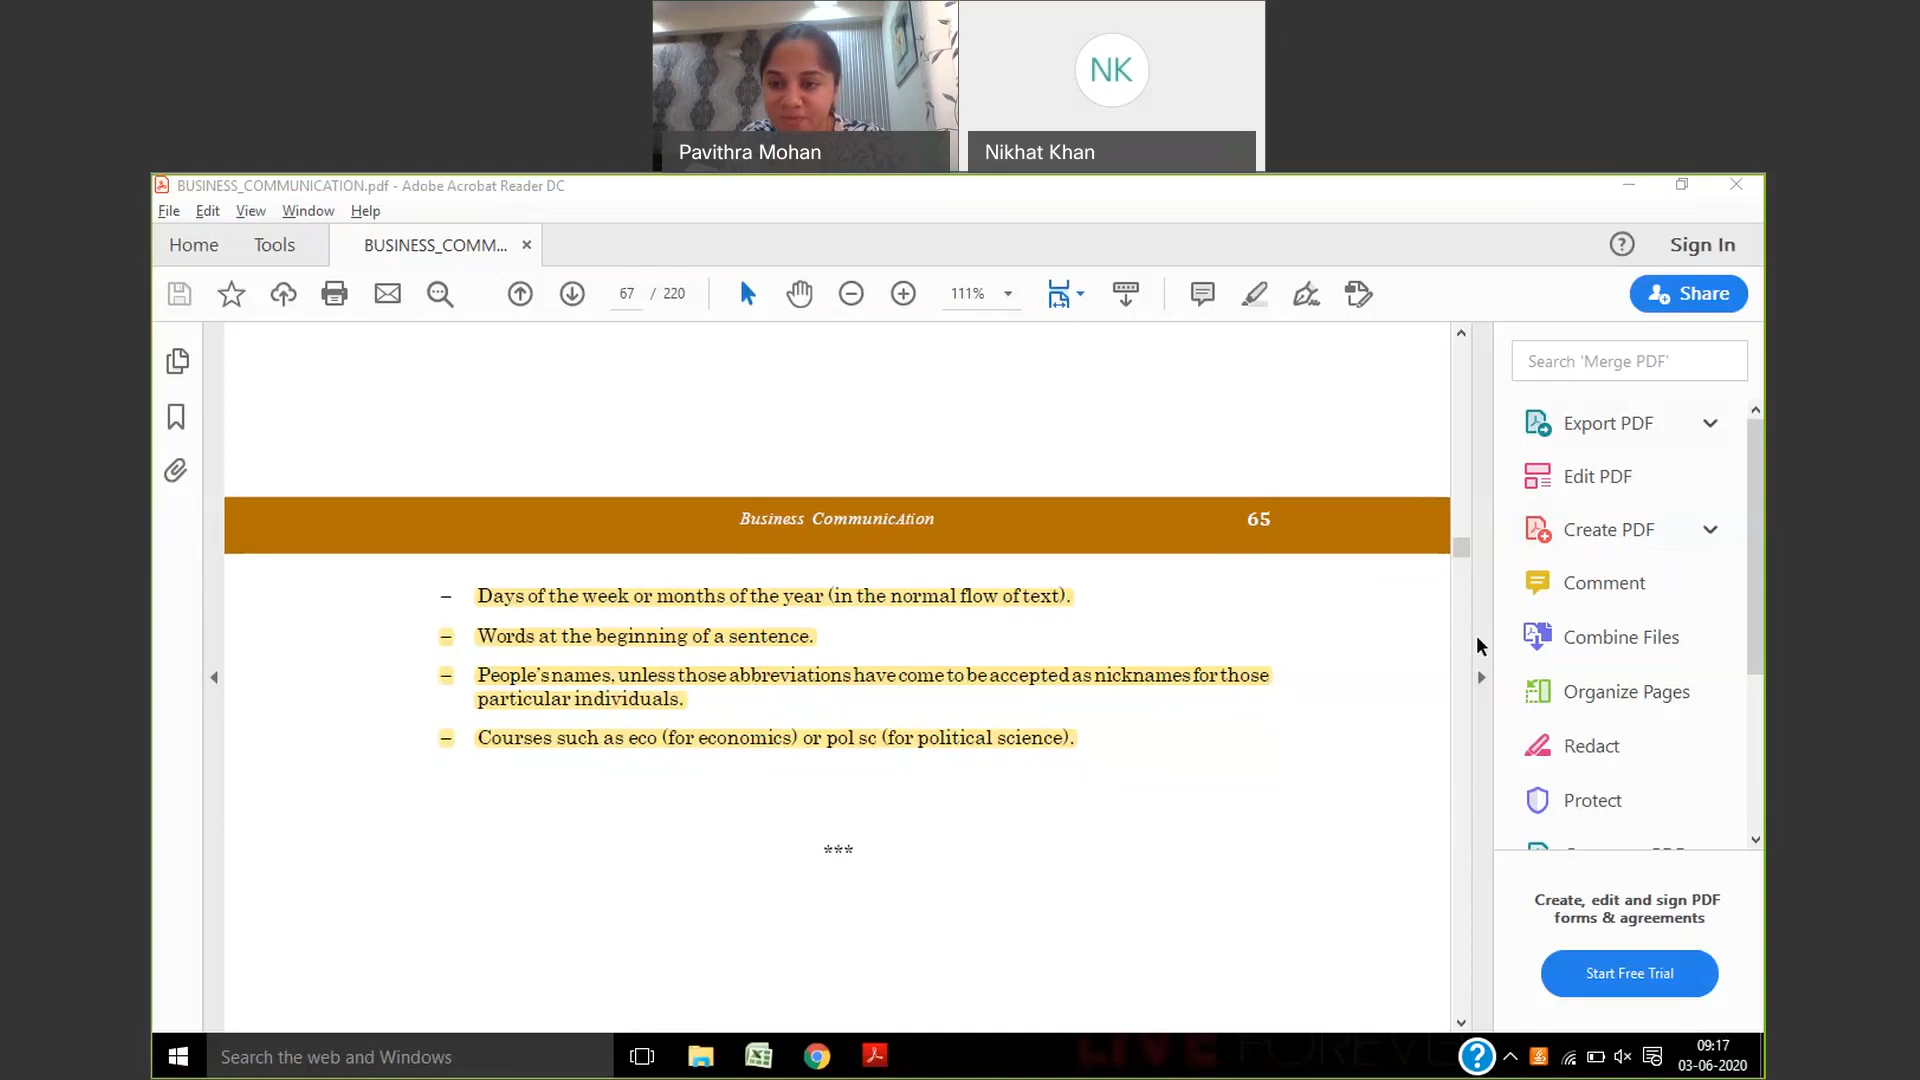 NK
Pavithra Mohan
Nikhat Khan
BUSINESS_COMMUNICATION.pdf - Adobe Acrobat Reader DC
File Edit View Window Help
Home Tools BUSINESS_COMM... × Sign In
67 / 220 111% Share
Search 'Merge PDF'
Export PDF
Edit PDF
Create PDF
Comment
Combine Files
Organize Pages
Redact
Protect
Business CommunicAtion 65
– Days of the week or months of the year (in the normal flow of text).
– Words at the beginning of a sentence.
– People's names, unless those abbreviations have come to be accepted as nicknames for those
particular individuals.
– Courses such as eco (for economics) or pol sc (for political science).
***
Create, edit and sign PDF
forms & agreements
Start Free Trial
Search the web and Windows
LIVE FOREVE
09:17
03-06-2020